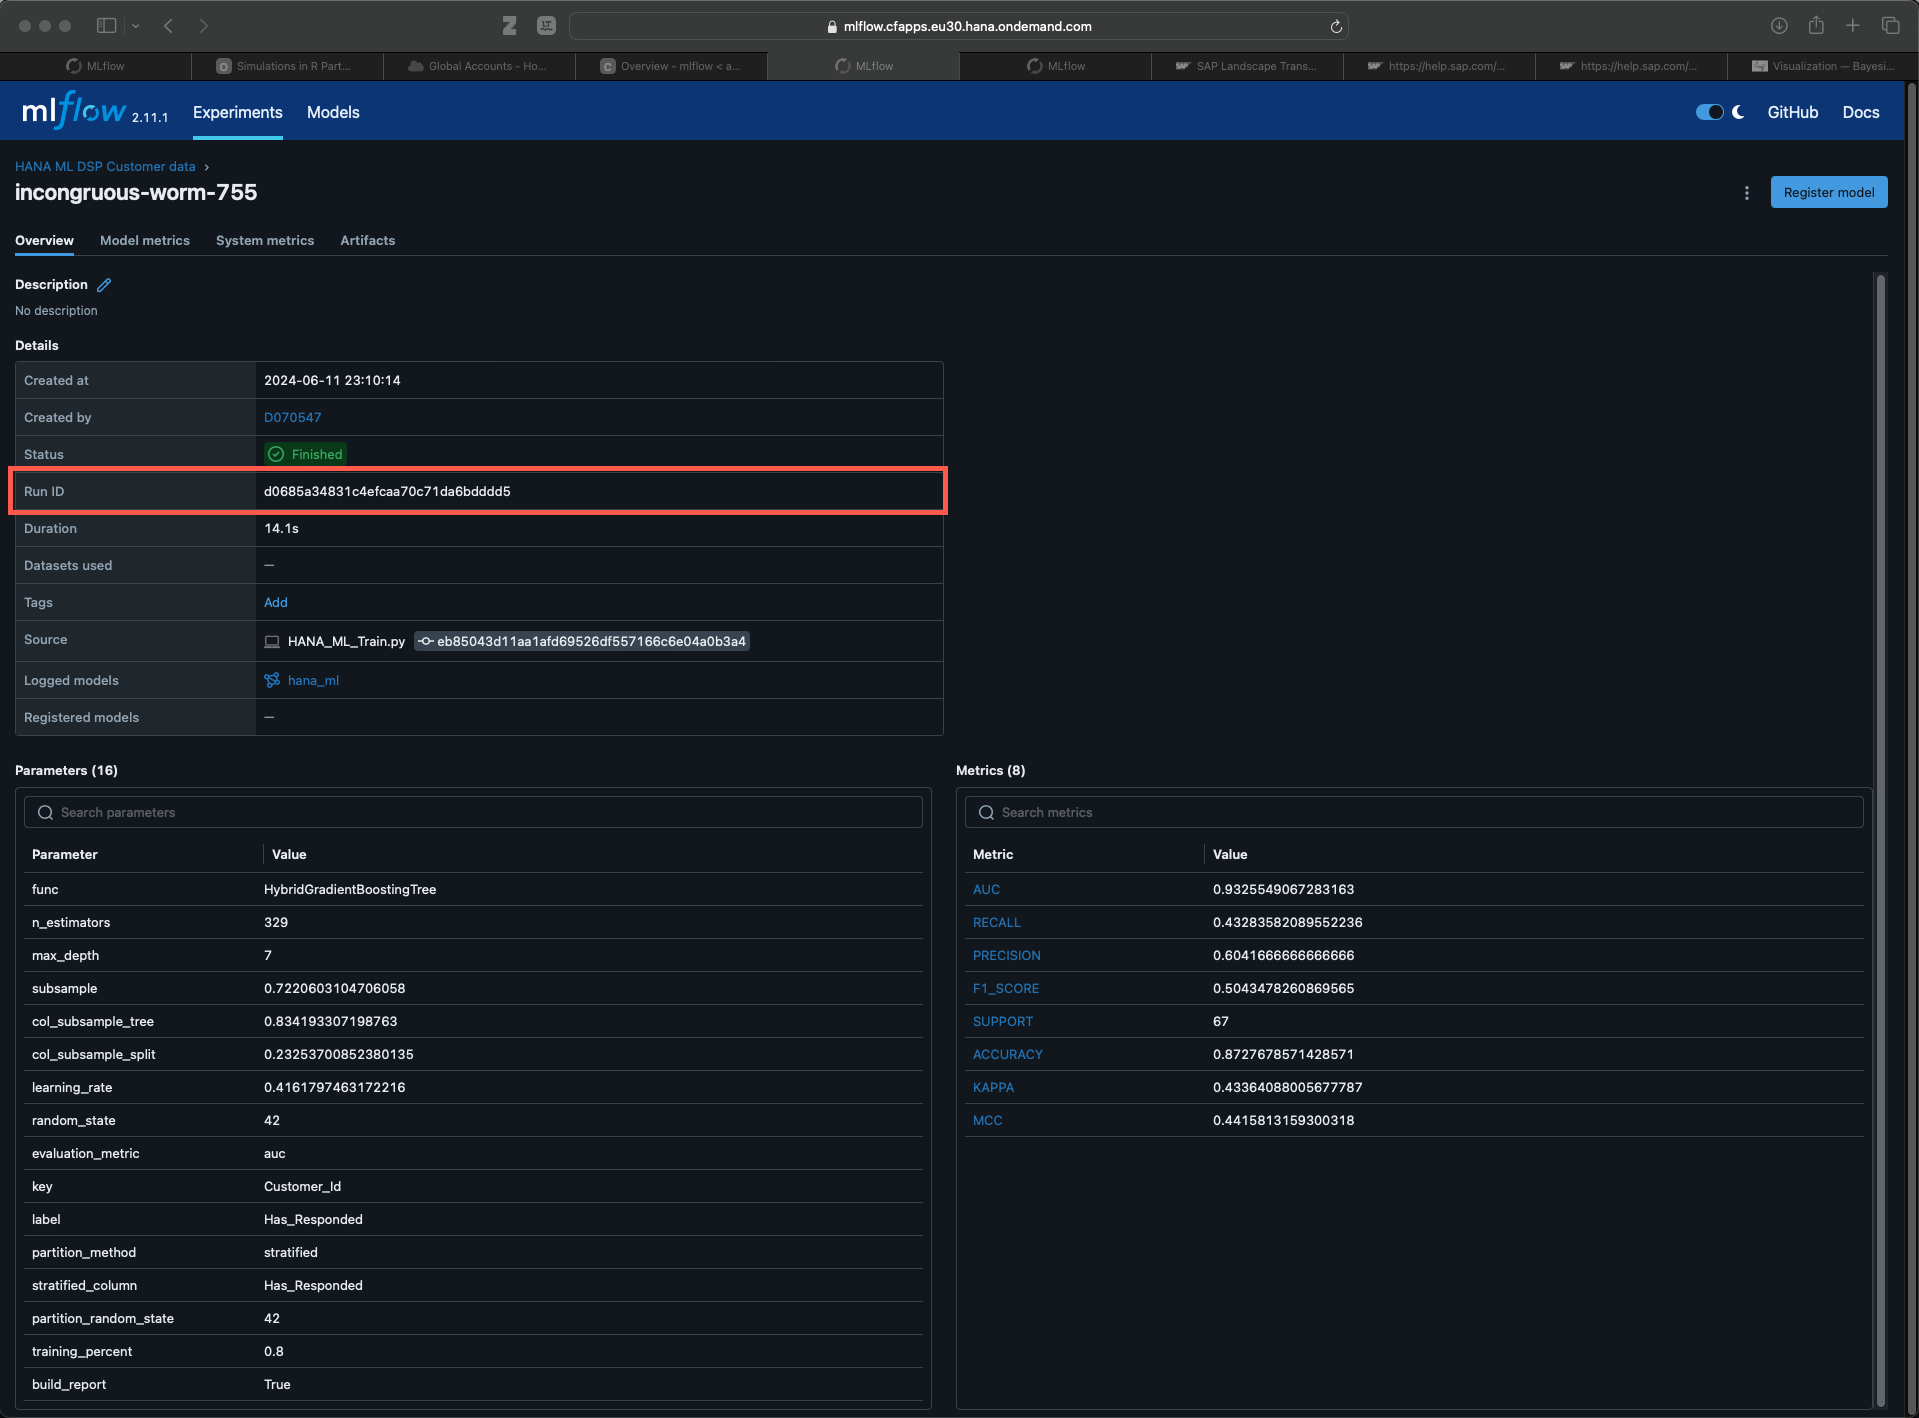 mlflow.cfapps.eu30.hana.ondemand.com
MLflow
Simulations in R Part...
Global Accounts - Ho...
Overview - mlflow < a...
MLflow
MLflow
SAP Landscape Trans...
https://help.sap.com/...
https://help.sap.com/...
Visualization — Bayesi...
mlflow 2.11.1 Experiments Models GitHub Docs
HANA ML DSP Customer data ›
incongruous-worm-755
Register model
Overview Model metrics System metrics Artifacts
Description
No description
Details
Created at 2024-06-11 23:10:14
Created by D070547
Status Finished
Run ID d0685a34831c4efcaa70c71da6bdddd5
Duration 14.1s
Datasets used —
Tags Add
Source HANA_ML_Train.py eb85043d11aa1afd69526df557166c6e04a0b3a4
Logged models hana_ml
Registered models —
Parameters (16)
Search parameters
Parameter Value
func HybridGradientBoostingTree
n_estimators 329
max_depth 7
subsample 0.7220603104706058
col_subsample_tree 0.834193307198763
col_subsample_split 0.23253700852380135
learning_rate 0.4161797463172216
random_state 42
evaluation_metric auc
key Customer_Id
label Has_Responded
partition_method stratified
stratified_column Has_Responded
partition_random_state 42
training_percent 0.8
build_report True
Metrics (8)
Search metrics
Metric Value
AUC 0.9325549067283163
RECALL 0.43283582089552236
PRECISION 0.6041666666666666
F1_SCORE 0.5043478260869565
SUPPORT 67
ACCURACY 0.8727678571428571
KAPPA 0.43364088005677787
MCC 0.4415813159300318